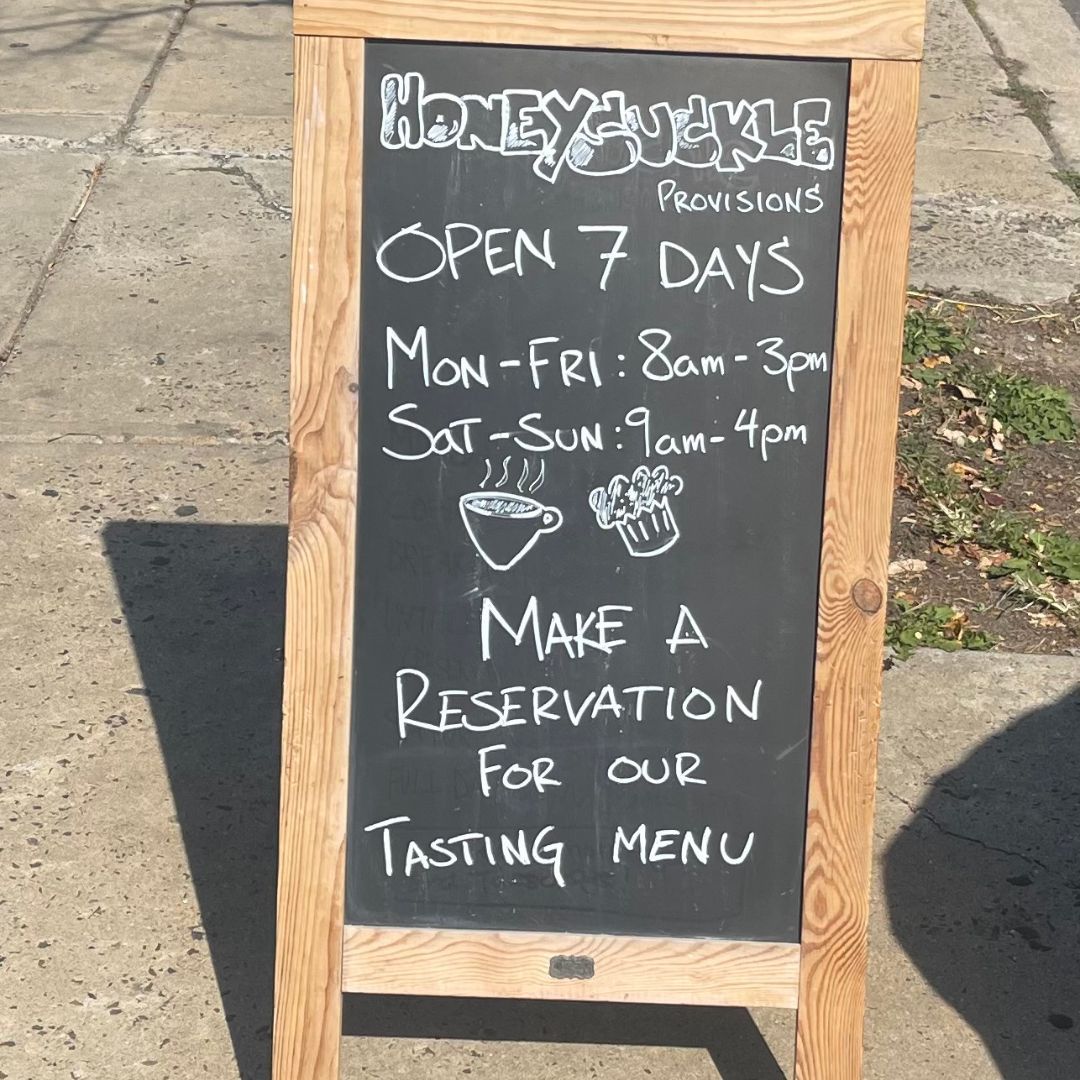 HONEYSUCKLE
PROVISIONS
OPEN 7 DAYS
MON-FRI: 8am-3pm
SAT-SUN: 9am-4pm
MAKE A
RESERVATION
FOR OUR
TASTING MENU